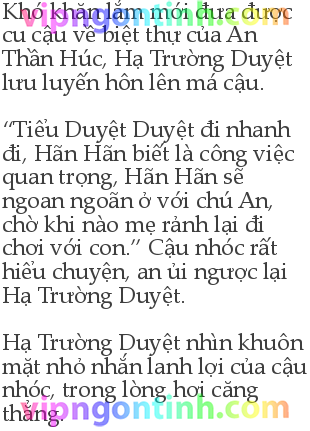 Khó khăn lắm mới đưa được
cu cậu về biệt thự của An
Thần Húc, Hạ Trường Duyệt
lưu luyến hôn lên má cậu.
“Tiểu Duyệt Duyệt đi nhanh
đi, Hãn Hãn biết là công việc
quan trọng, Hãn Hãn sẽ
ngoan ngoãn ở với chú An,
chờ khi nào mẹ rảnh lại đi
chơi với con.” Cậu nhóc rất
hiểu chuyện, an ủi ngược lại
Hạ Trường Duyệt.
Hạ Trường Duyệt nhìn khuôn
mặt nhỏ nhắn lanh lợi của cậu
nhóc, trong lòng hơi căng
thẳng.
vipngontinh.com
vipngontinh.com